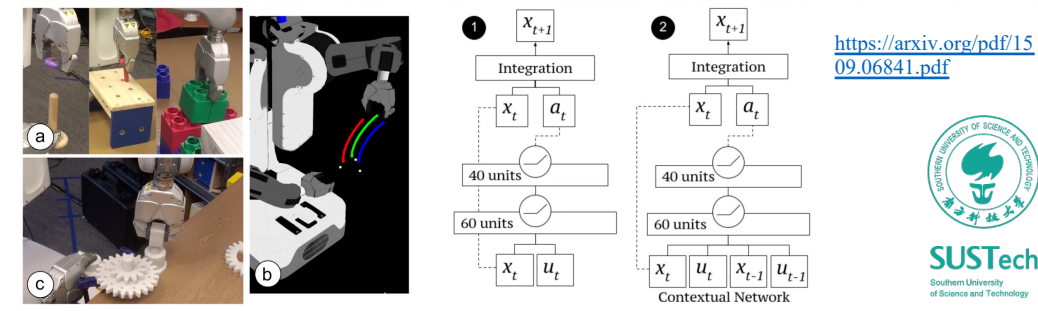 a
b
c
1
x_{t+1}
Integration
x_t
a_t
40 units
60 units
x_t
u_t
2
x_{t+1}
Integration
x_t
a_t
40 units
60 units
x_t
u_t
x_{t-1}
u_{t-1}
Contextual Network
https://arxiv.org/pdf/15
09.06841.pdf
SOUTHERN UNIVERSITY OF SCIENCE AND TECHNOLOGY
南方科技大学
SUSTech
Southern University
of Science and Technology